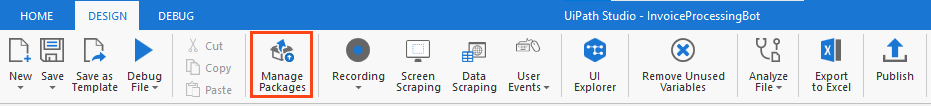 HOME DESIGN DEBUG UiPath Studio - InvoiceProcessingBot
New Save Save as Template Debug File Cut Copy Paste Manage Packages Recording Screen Scraping Data Scraping User Events UI Explorer Remove Unused Variables Analyze File Export to Excel Publish